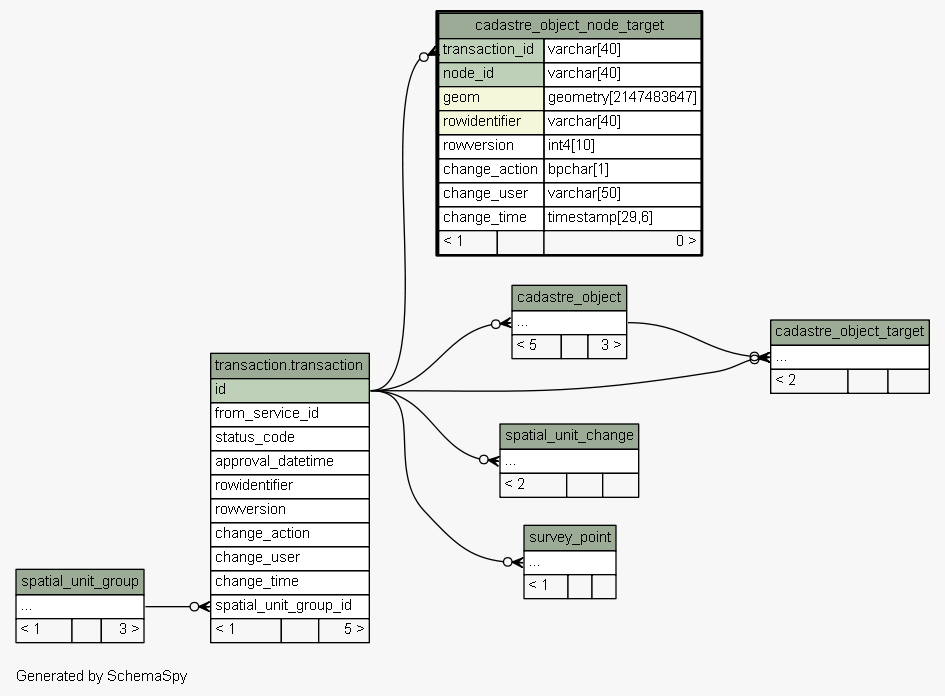 cadastre_object_node_target
transaction_id varchar[40]
node_id varchar[40]
geom geometry[2147483647]
rowidentifier varchar[40]
rowversion int4[10]
change_action bpchar[1]
change_user varchar[50]
change_time timestamp[29,6]
< 1 0 >
cadastre_object
...
< 5 3 >
cadastre_object_target
...
< 2
transaction.transaction
id
from_service_id
status_code
approval_datetime
rowidentifier
rowversion
change_action
change_user
change_time
spatial_unit_group_id
< 1 5 >
spatial_unit_change
...
< 2
survey_point
...
< 1
spatial_unit_group
...
< 1 3 >
Generated by SchemaSpy